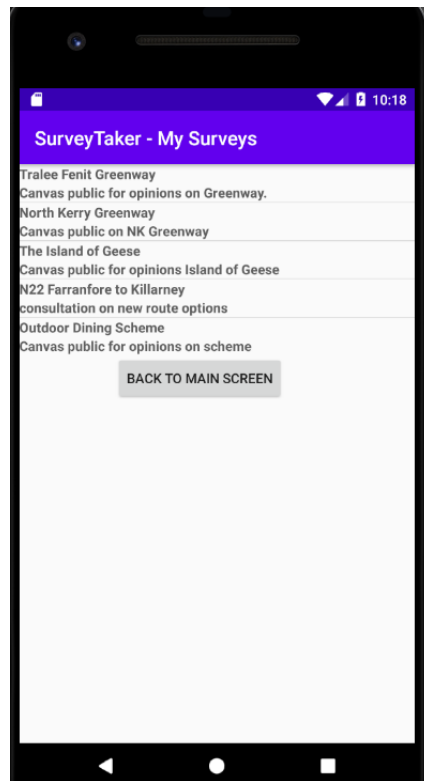 10:18
SurveyTaker - My Surveys
Tralee Fenit Greenway
Canvas public for opinions on Greenway.
North Kerry Greenway
Canvas public on NK Greenway
The Island of Geese
Canvas public for opinions Island of Geese
N22 Farranfore to Killarney
consultation on new route options
Outdoor Dining Scheme
Canvas public for opinions on scheme
BACK TO MAIN SCREEN